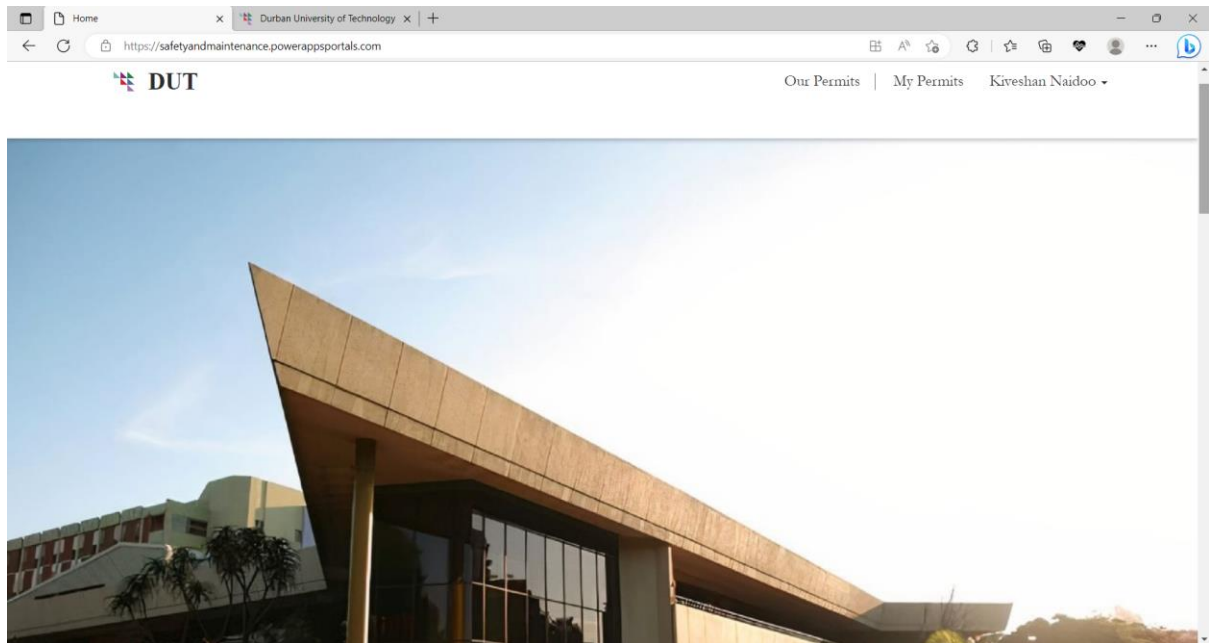 Home
Durban University of Technology
https://safetyandmaintenance.powerappsportals.com
DUT
Our Permits | My Permits Kiveshan Naidoo